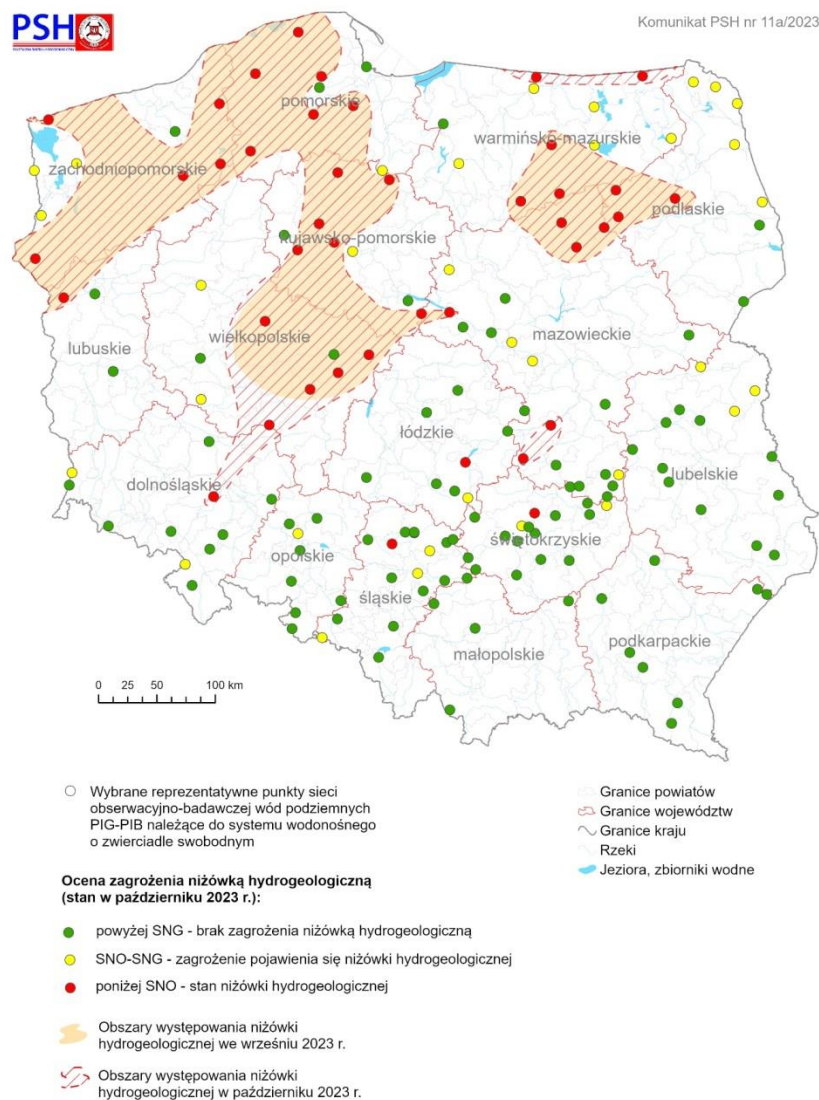 PSH
Komunikat PSH nr 11a/2023
pomorskie
warmińsko-mazurskie
zachodniopomorskie
podlaskie
kujawsko-pomorskie
mazowieckie
wielkopolskie
lubuskie
łódzkie
lubelskie
dolnośląskie
świętokrzyskie
opolskie
śląskie
podkarpackie
małopolskie
0 25 50 100 km
Wybrane reprezentatywne punkty sieci
obserwacyjno-badawczej wód podziemnych
PIG-PIB należące do systemu wodonośnego
o zwierciadle swobodnym
Granice powiatów
Granice województw
Granice kraju
Rzeki
Jeziora, zbiorniki wodne
Ocena zagrożenia niżówką hydrogeologiczną
(stan w październiku 2023 r.):
powyżej SNG - brak zagrożenia niżówką hydrogeologiczną
SNO-SNG - zagrożenie pojawienia się niżówki hydrogeologicznej
poniżej SNO - stan niżówki hydrogeologicznej
Obszary występowania niżówki
hydrogeologicznej we wrześniu 2023 r.
Obszary występowania niżówki
hydrogeologicznej w październiku 2023 r.